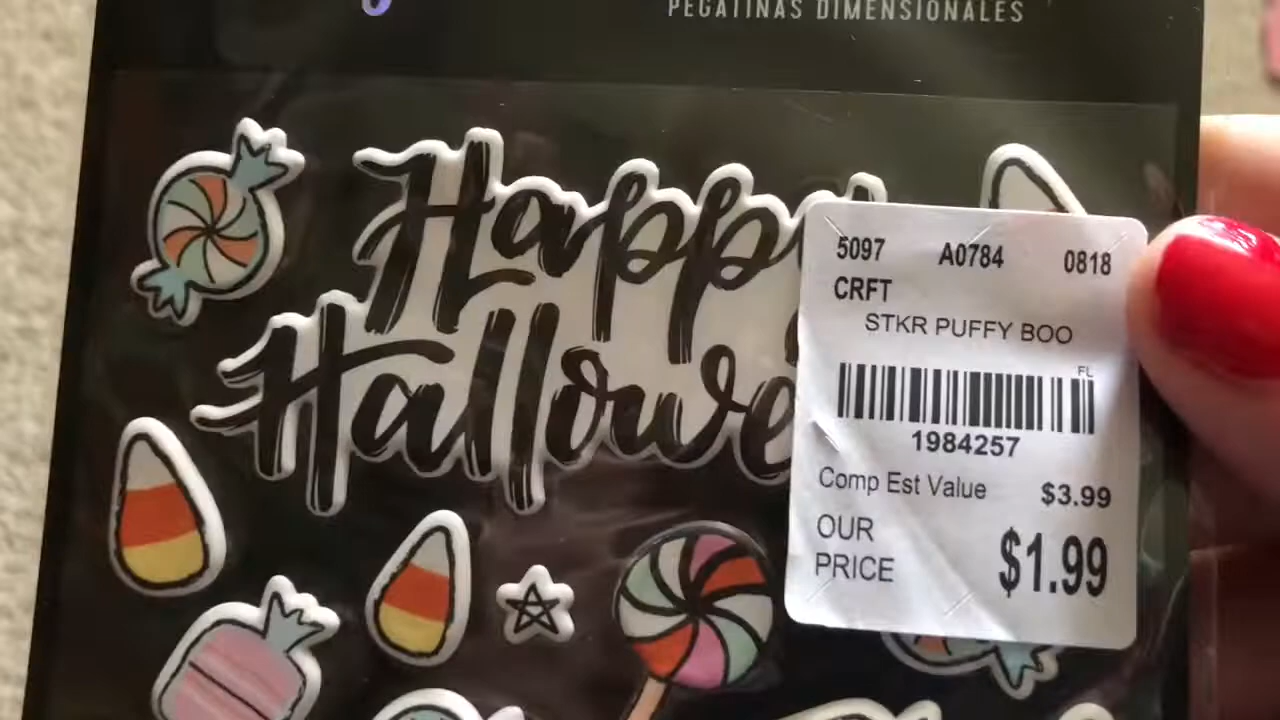 PEGATINAS DIMENSIONALES
Happy
Hallowe
5097 A0784 0818
CRFT
STKR PUFFY BOO
FL
1984257
Comp Est Value $3.99
OUR
PRICE $1.99